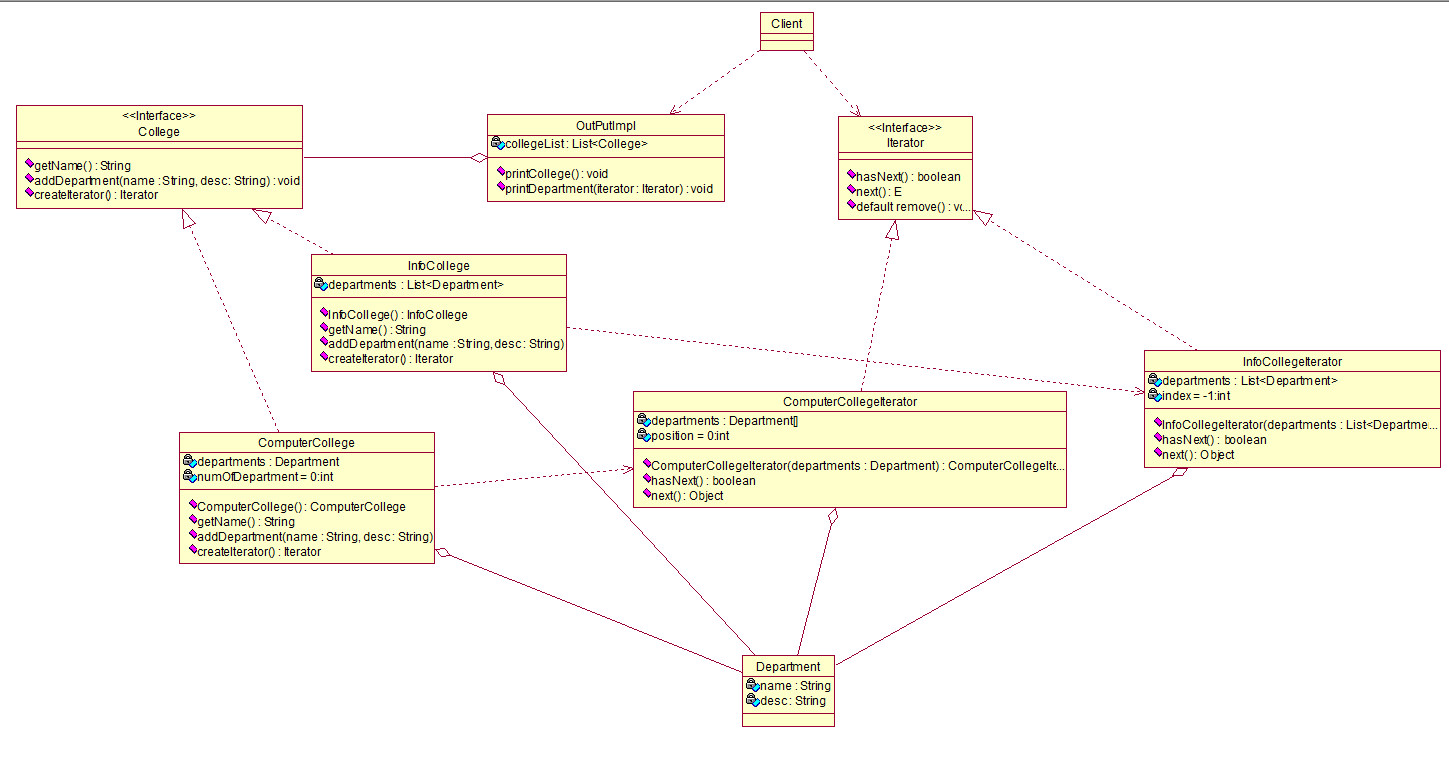 Client
<<Interface>>
College
getName() : String
addDepartment(name : String, desc : String) : void
createIterator() : Iterator
OutPutImpl
collegeList : List<College>
printCollege() : void
printDepartment(iterator : Iterator) : void
<<Interface>>
Iterator
hasNext() : boolean
next() : E
default remove() : vo...
InfoCollege
departments : List<Department>
InfoCollege() : InfoCollege
getName() : String
addDepartment(name : String, desc : String)
createIterator() : Iterator
InfoCollegeIterator
departments : List<Department>
index = -1:int
InfoCollegeIterator(departments : List<Departme...
hasNext() : boolean
next() : Object
ComputerCollegeIterator
departments : Department[]
position = 0:int
ComputerCollegeIterator(departments : Department) : ComputerCollegeIte...
hasNext() : boolean
next() : Object
ComputerCollege
departments : Department
numOfDepartment = 0:int
ComputerCollege() : ComputerCollege
getName() : String
addDepartment(name : String, desc : String)
createIterator() : Iterator
Department
name : String
desc : String